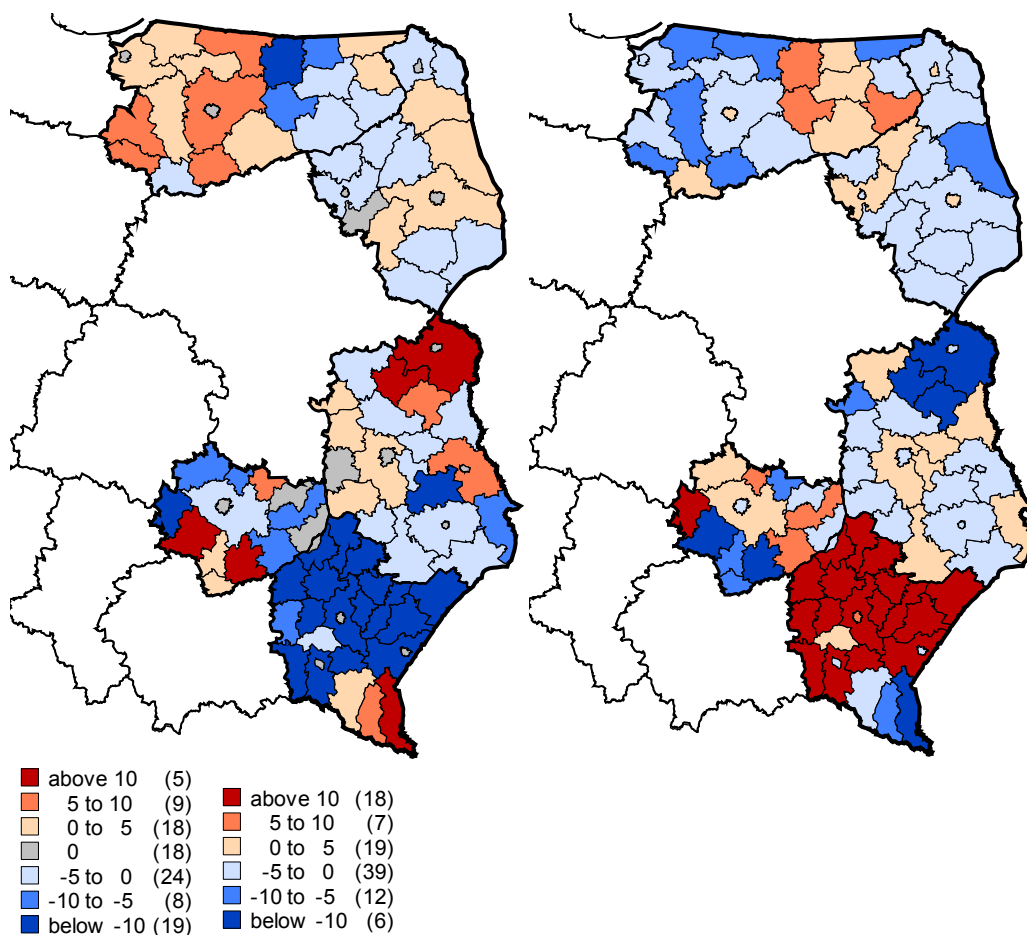 above 10 (5)
5 to 10 (9)
0 to 5 (18)
0 (18)
-5 to 0 (24)
-10 to -5 (8)
below -10 (19)
above 10 (18)
5 to 10 (7)
0 to 5 (19)
-5 to 0 (39)
-10 to -5 (12)
below -10 (6)